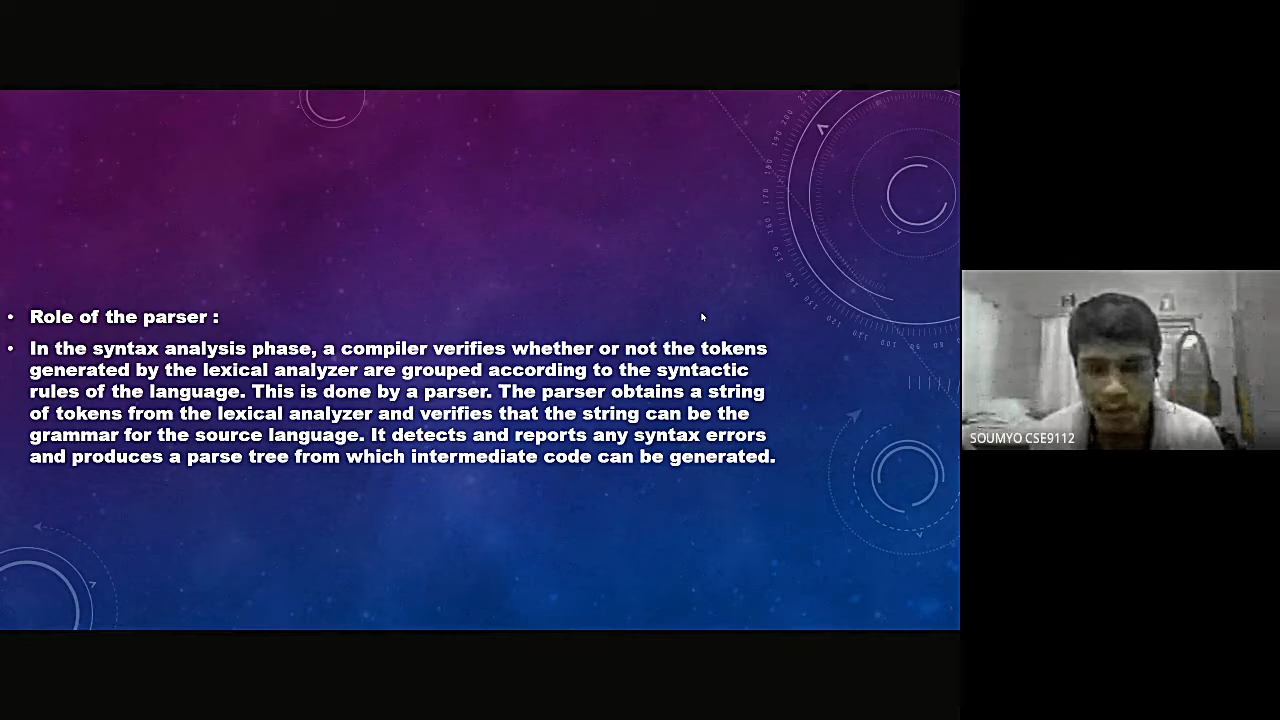 • Role of the parser :
• In the syntax analysis phase, a compiler verifies whether or not the tokens
generated by the lexical analyzer are grouped according to the syntactic
rules of the language. This is done by a parser. The parser obtains a string
of tokens from the lexical analyzer and verifies that the string can be the
grammar for the source language. It detects and reports any syntax errors
and produces a parse tree from which intermediate code can be generated.
SOUMYO CSE9112